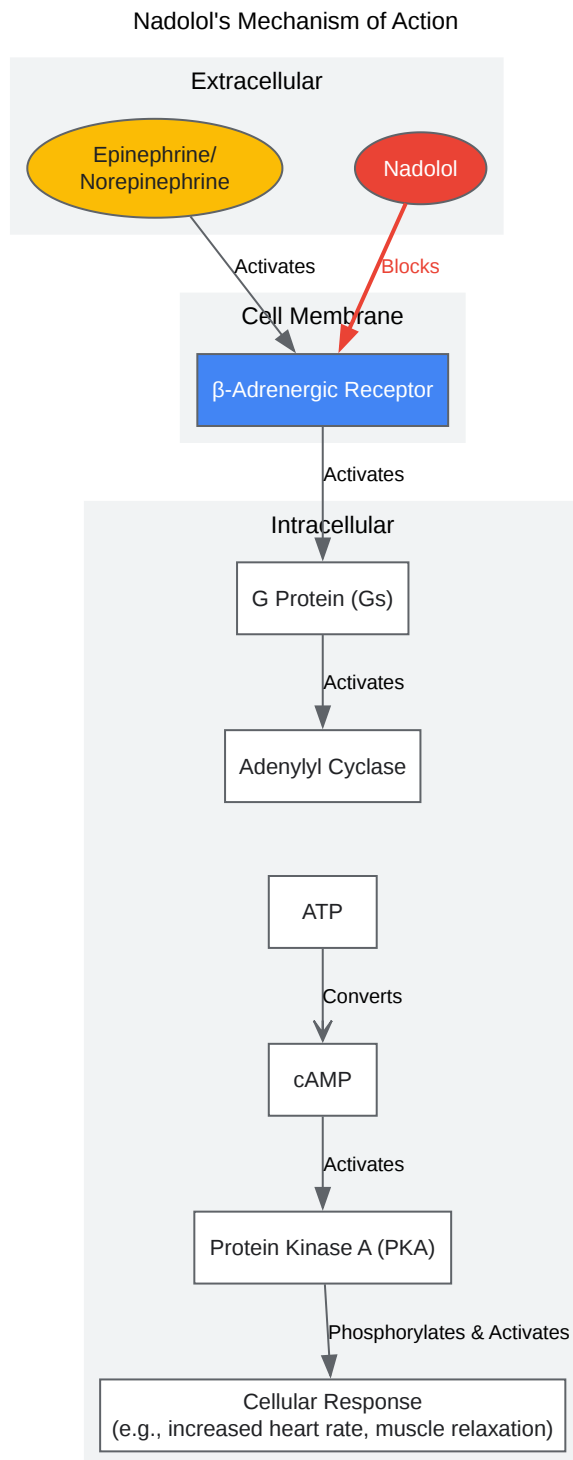 Nadolol's Mechanism of Action
Extracellular
Epinephrine/
Norepinephrine
Nadolol
Activates
Blocks
Cell Membrane
β-Adrenergic Receptor
Activates
Intracellular
G Protein (Gs)
Activates
Adenylyl Cyclase
ATP
Converts
cAMP
Activates
Protein Kinase A (PKA)
Phosphorylates & Activates
Cellular Response
(e.g., increased heart rate, muscle relaxation)